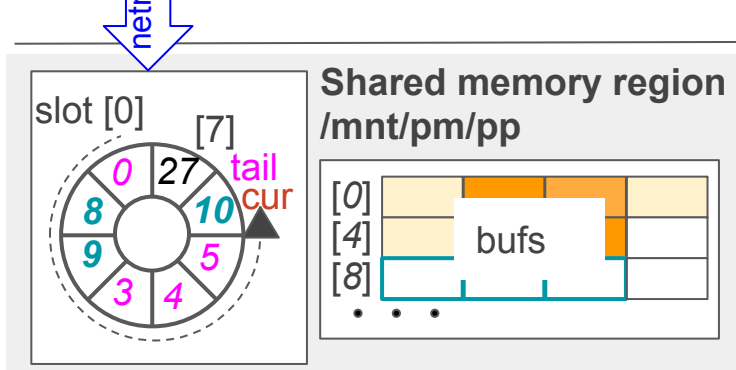 netr
slot [0]
[7]
tail
cur
0
27
10
5
4
3
9
8
Shared memory region
/mnt/pm/pp
[0]
[4]
[8]
bufs
• • •